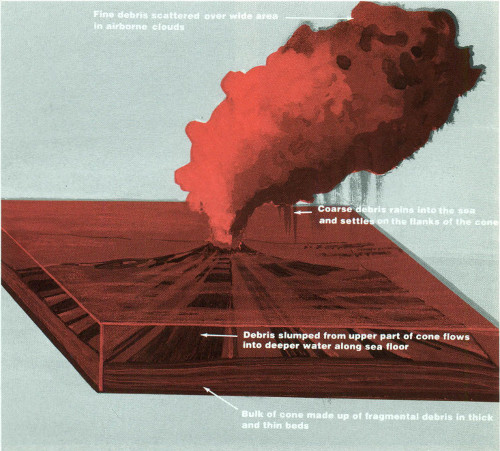 Fine debris scattered over wide area
in airborne clouds
Coarse debris rains into the sea
and settles on the flanks of the cone
Debris slumped from upper part of cone flows
into deeper water along sea floor
Bulk of cone made up of fragmental debris in thick
and thin beds